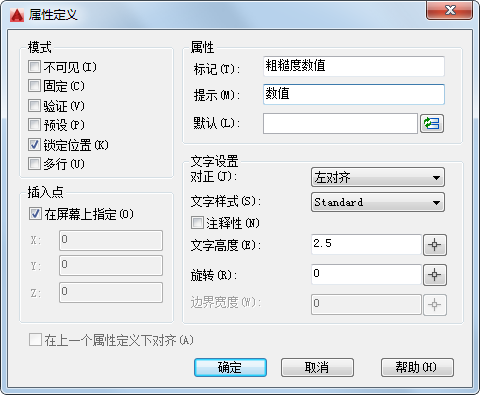 属性定义
模式
不可见(I)
固定(C)
验证(V)
预设(P)
锁定位置(K)
多行(U)
插入点
在屏幕上指定(O)
X: 0
Y: 0
Z: 0
在上一个属性定义下对齐(A)
属性
标记(T): 粗糙度数值
提示(M): 数值
默认(L):
文字设置
对正(J): 左对齐
文字样式(S): Standard
注释性(N)
文字高度(E): 2.5
旋转(R): 0
边界宽度(W): 0
确定 取消 帮助(H)